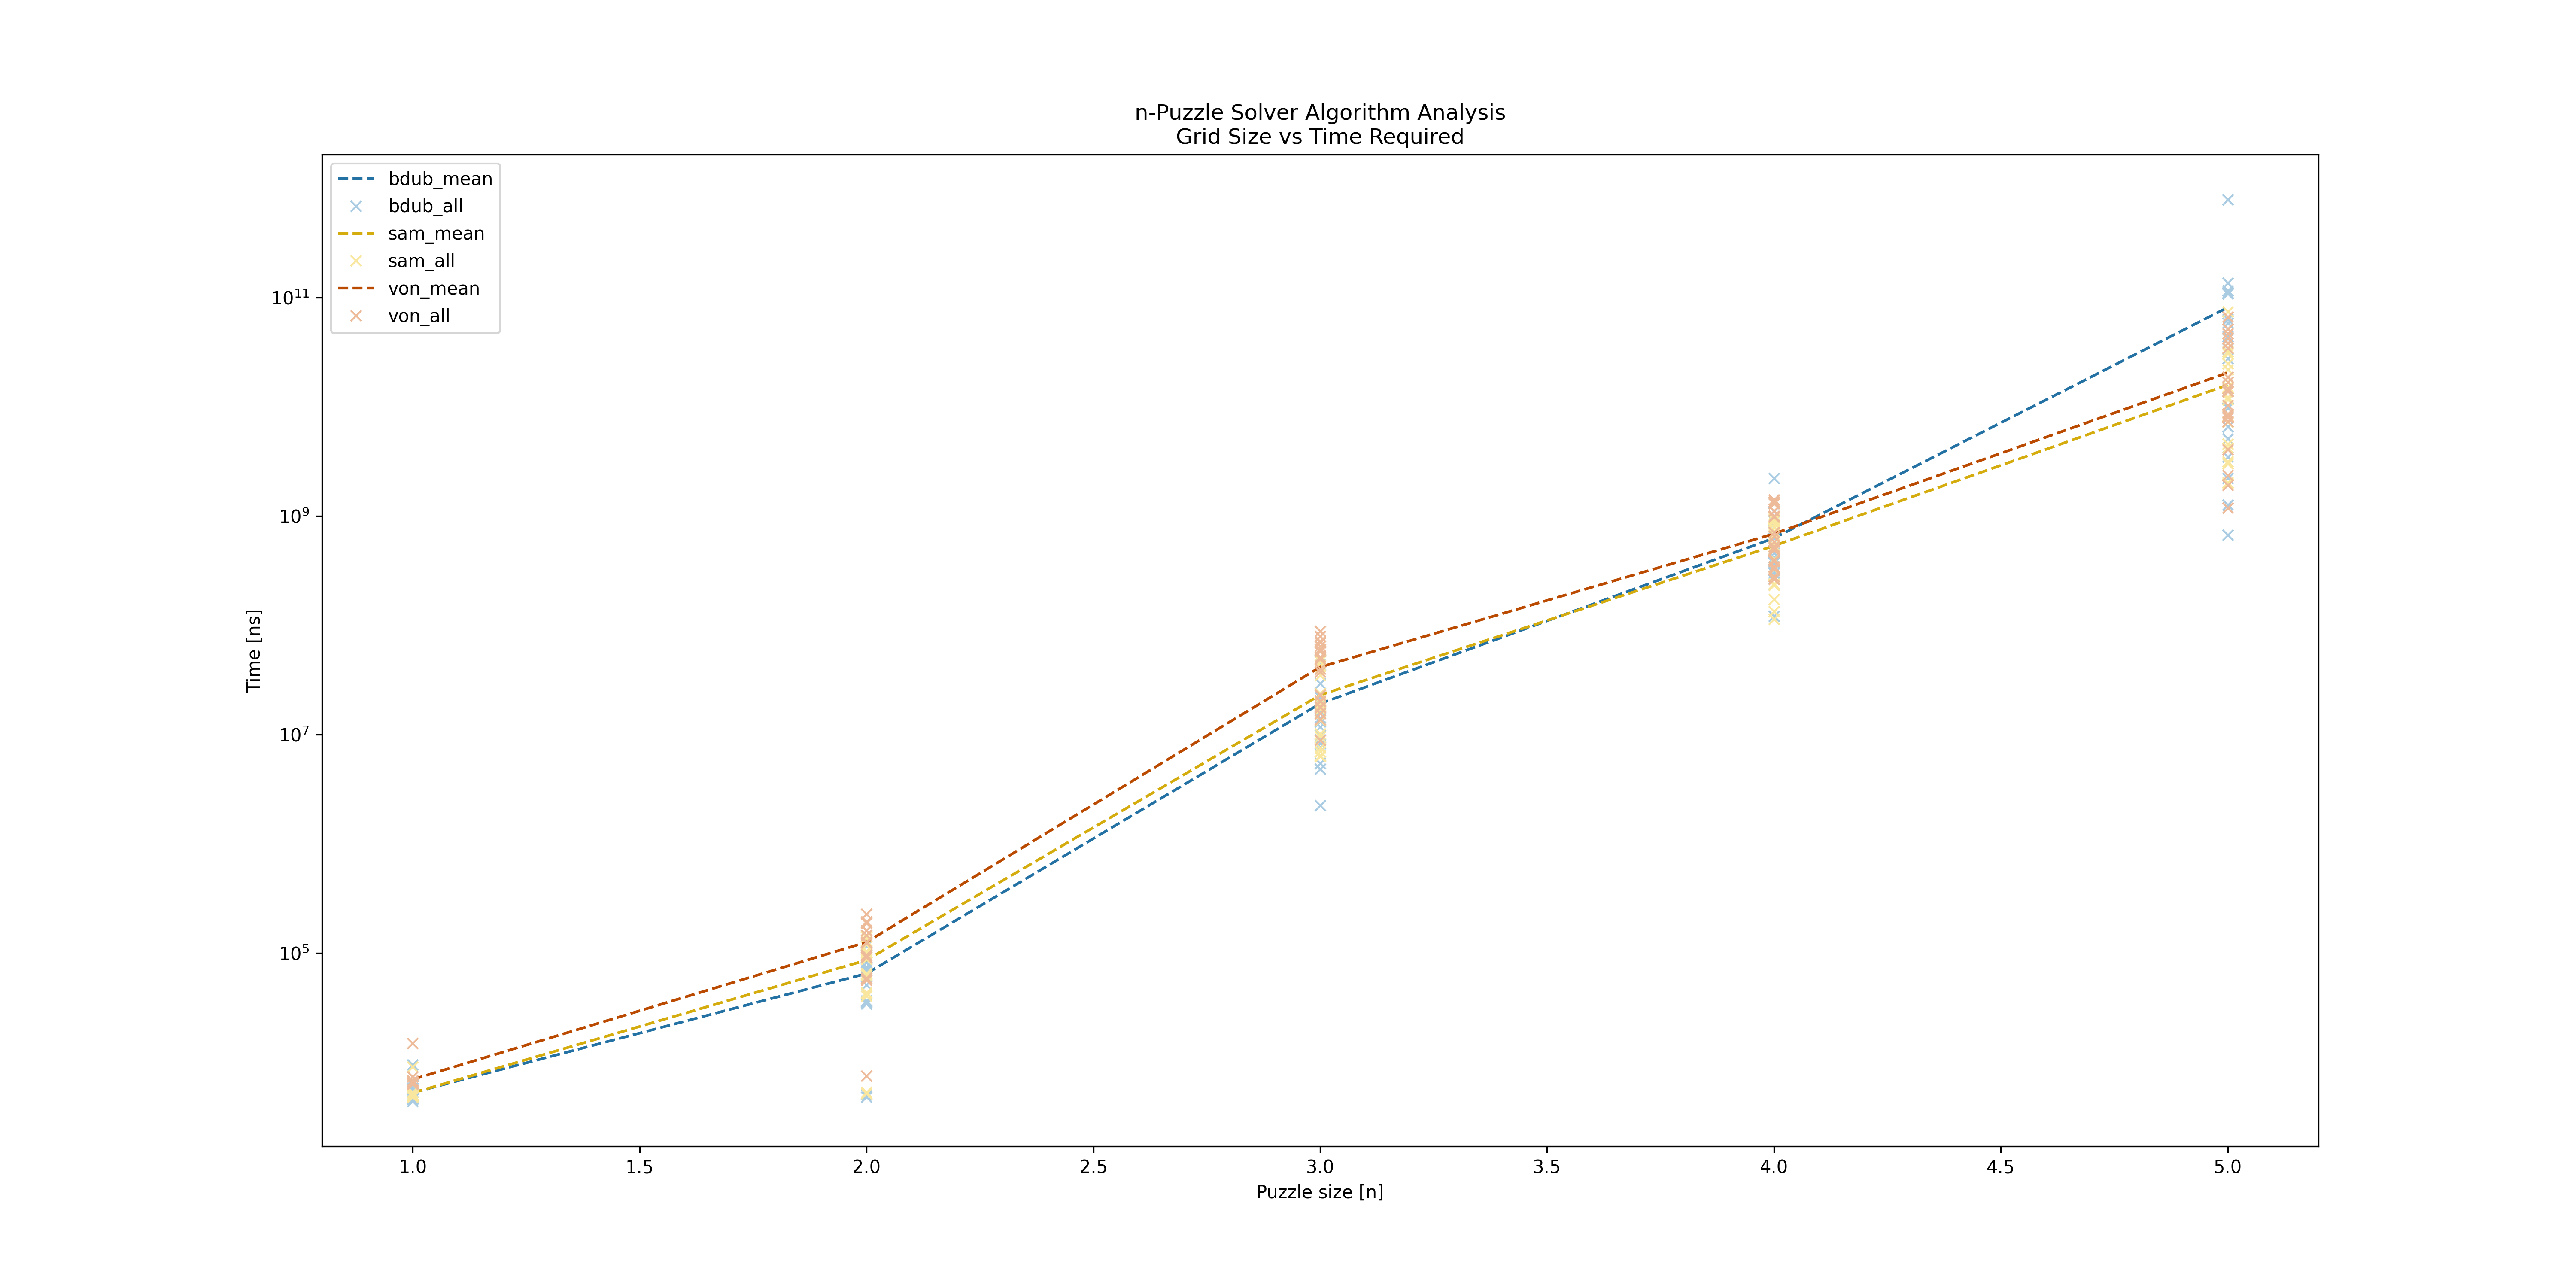 n-Puzzle Solver Algorithm Analysis
Grid Size vs Time Required
bdub_mean
bdub_all
sam_mean
sam_all
von_mean
von_all
10¹¹
10⁹
10⁷
10⁵
Time [ns]
1.0 1.5 2.0 2.5 3.0 3.5 4.0 4.5 5.0
Puzzle size [n]